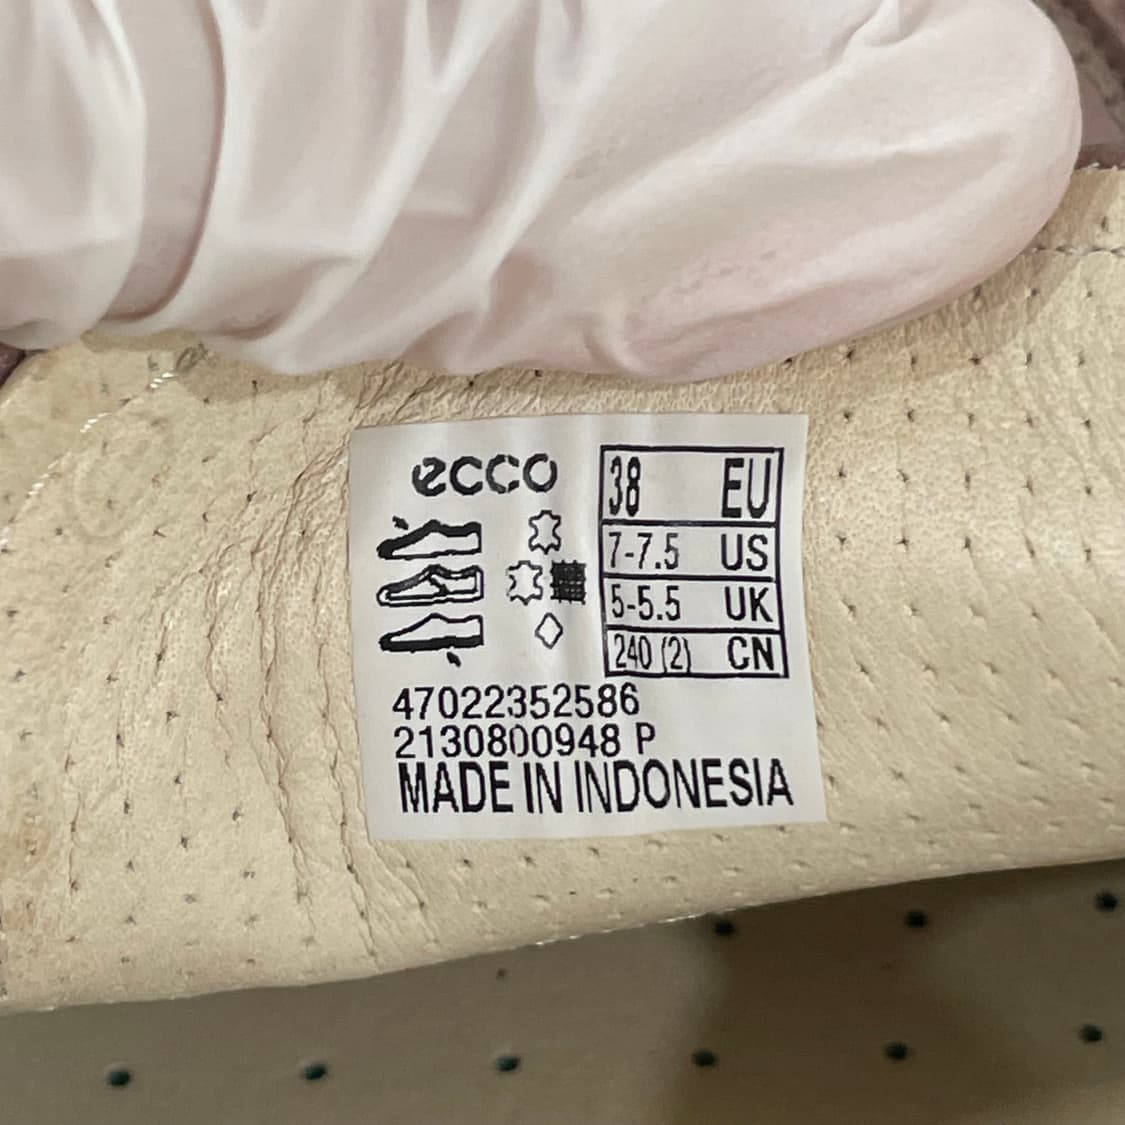 ecco
38 EU
7-7.5 US
5-5.5 UK
240 (2) CN
47022352586
2130800948 P
MADE IN INDONESIA